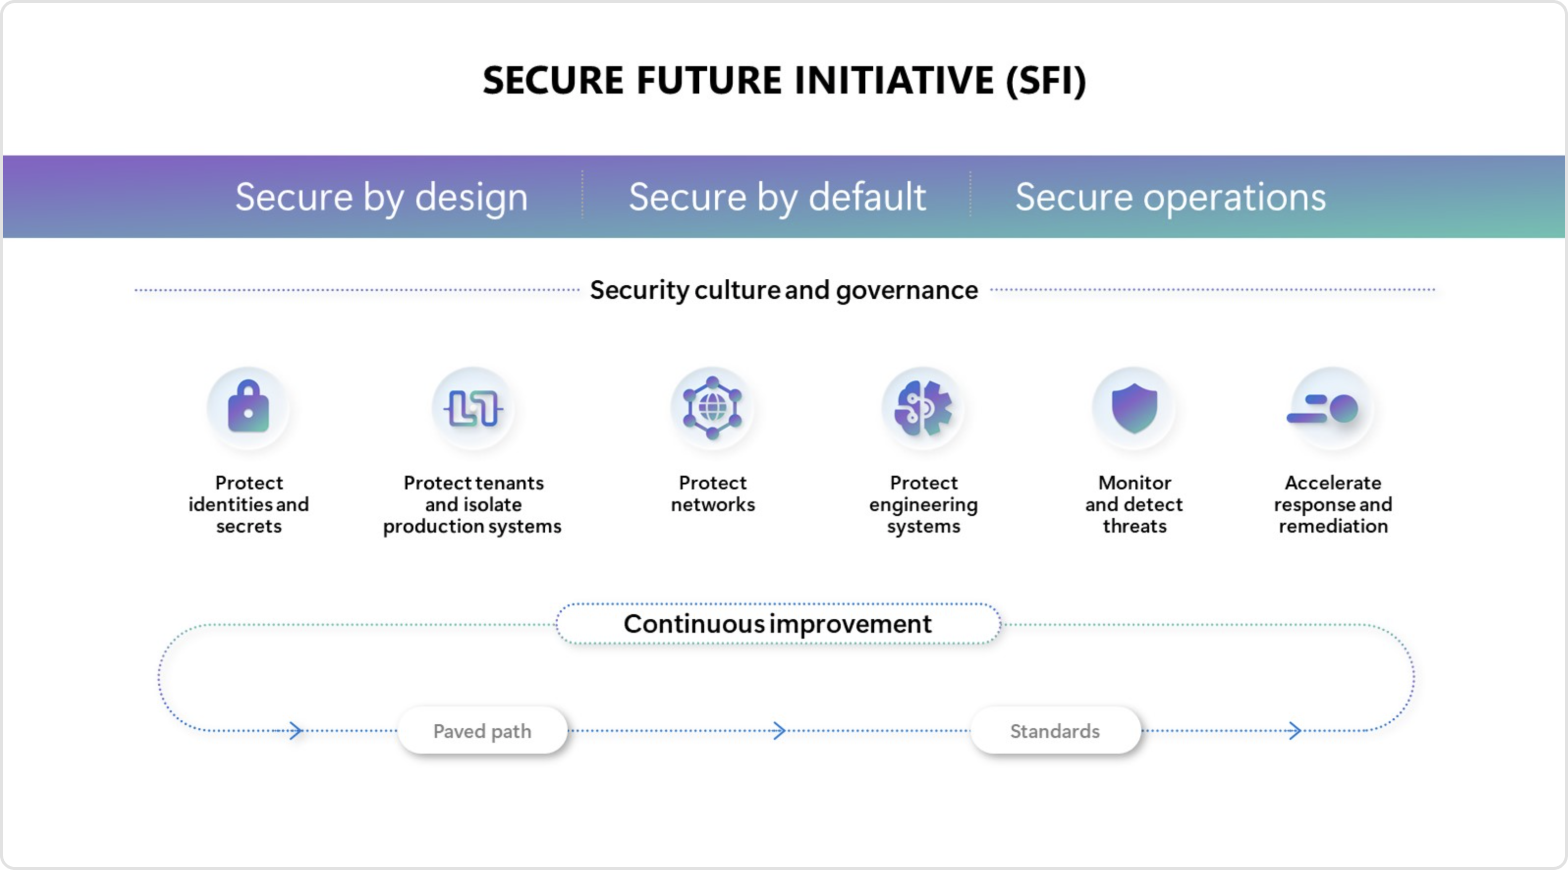 SECURE FUTURE INITIATIVE (SFI)
Secure by design
Secure by default
Secure operations
Security culture and governance
Protect
identities and
secrets
Protect tenants
and isolate
production systems
Protect
networks
Protect
engineering
systems
Monitor
and detect
threats
Accelerate
response and
remediation
Continuous improvement
Paved path
Standards